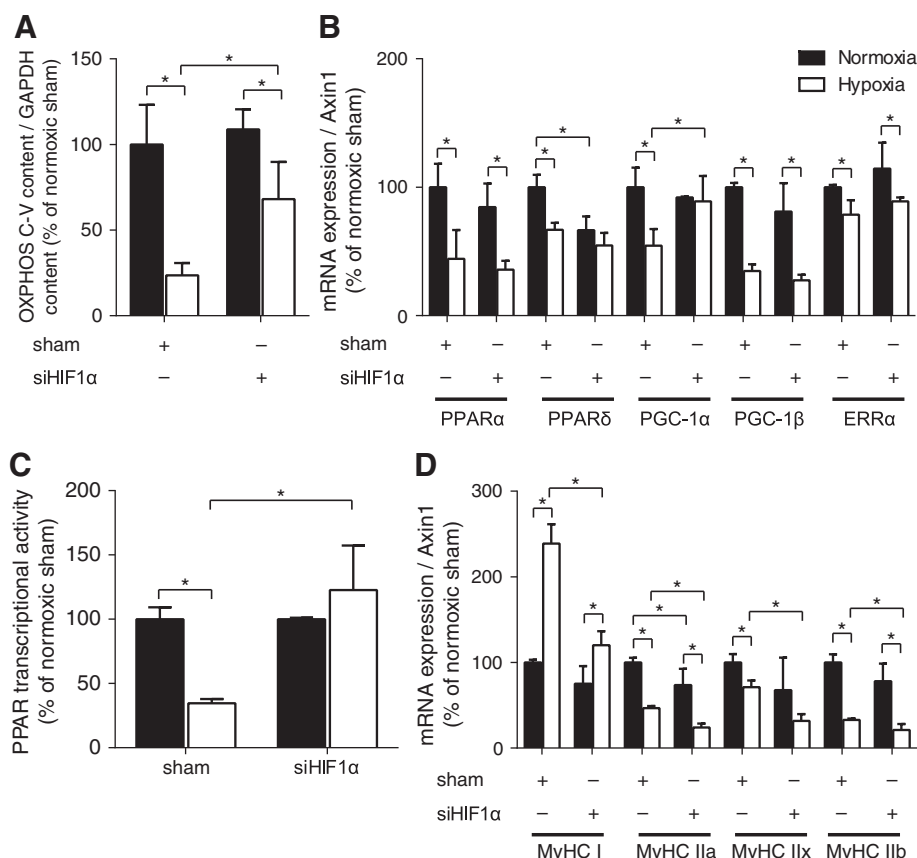 A
OXPHOS C-V content / GAPDH
content (% of normoxic sham)
150
100
50
0
*
*
*
sham + –
siHIF1α – +
B
mRNA expression / Axin1
(% of normoxic sham)
200
100
0
Normoxia
Hypoxia
* * * * * * * * * *
sham + – + – + – + – + –
siHIF1α – + – + – + – + – +
PPARα PPARδ PGC-1α PGC-1β ERRα
C
PPAR transcriptional activity
(% of normoxic sham)
200
150
100
50
0
*
*
sham siHIF1α
D
mRNA expression / Axin1
(% of normoxic sham)
300
200
100
0
* * * * * * * * * * *
sham + – + – + – + –
siHIF1α – + – + – + – +
MyHC I MyHC IIa MyHC IIx MyHC IIb